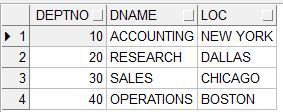 DEPTNO DNAME LOC
1 10 ACCOUNTING NEW YORK
2 20 RESEARCH DALLAS
3 30 SALES CHICAGO
4 40 OPERATIONS BOSTON